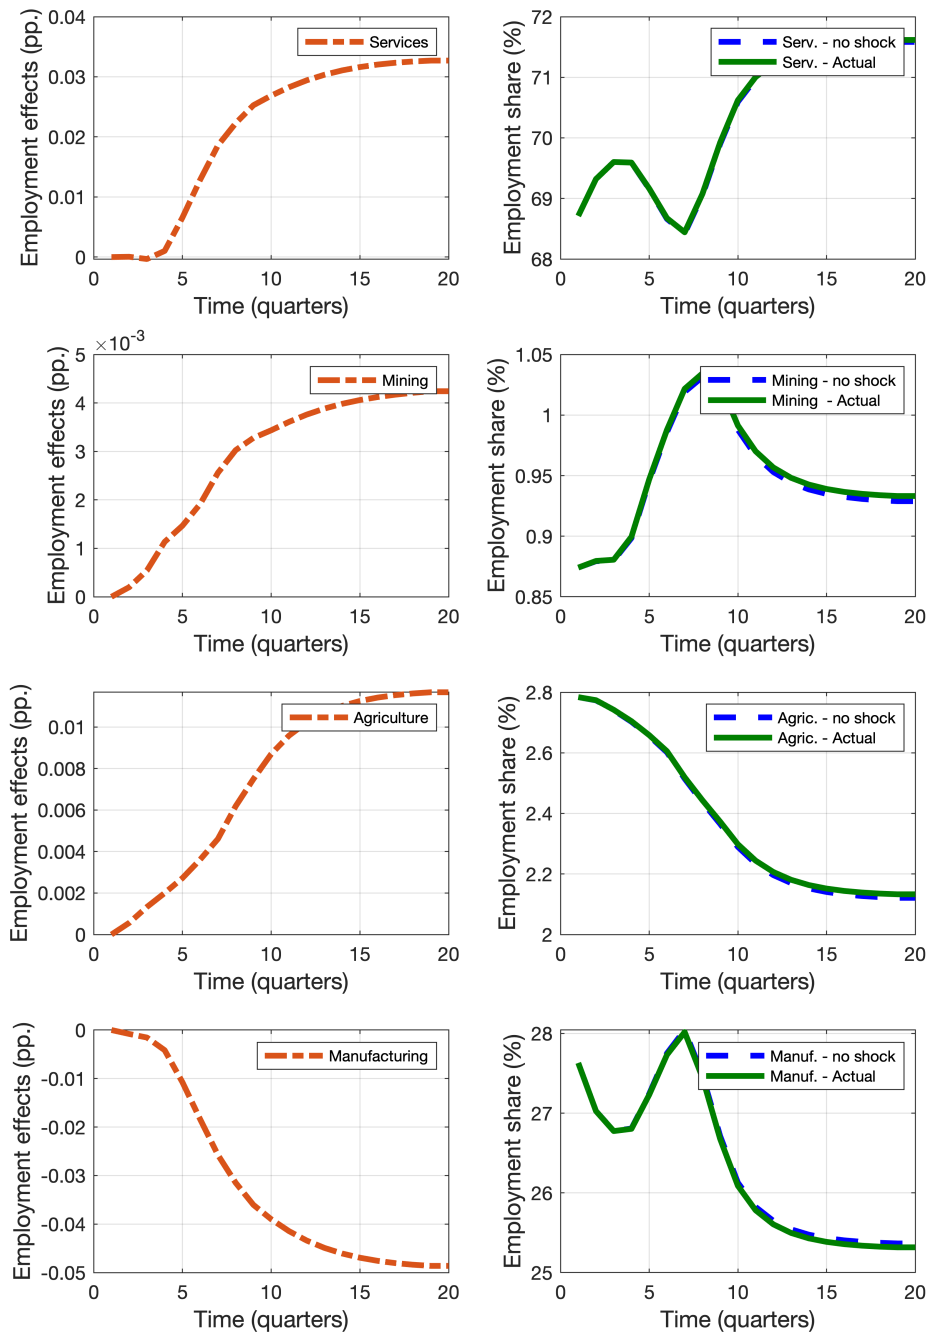 Employment effects (pp.)
0.04
0.03
0.02
0.01
0
Services
0
5
10
15
20
Time (quarters)
Employment share (%)
72
71
70
69
68
Serv. - no shock
Serv. - Actual
0
5
10
15
20
Time (quarters)
Employment effects (pp.)
×10-3
5
4
3
2
1
0
Mining
0
5
10
15
20
Time (quarters)
Employment share (%)
1.05
1
0.95
0.9
0.85
Mining - no shock
Mining - Actual
0
5
10
15
20
Time (quarters)
Employment effects (pp.)
0.01
0.008
0.006
0.004
0.002
0
Agriculture
0
5
10
15
20
Time (quarters)
Employment share (%)
2.8
2.6
2.4
2.2
2
Agric. - no shock
Agric. - Actual
0
5
10
15
20
Time (quarters)
Employment effects (pp.)
-0
-0.01
-0.02
-0.03
-0.04
-0.05
Manufacturing
0
5
10
15
20
Time (quarters)
Employment share (%)
28
27
26
25
Manuf. - no shock
Manuf. - Actual
0
5
10
15
20
Time (quarters)